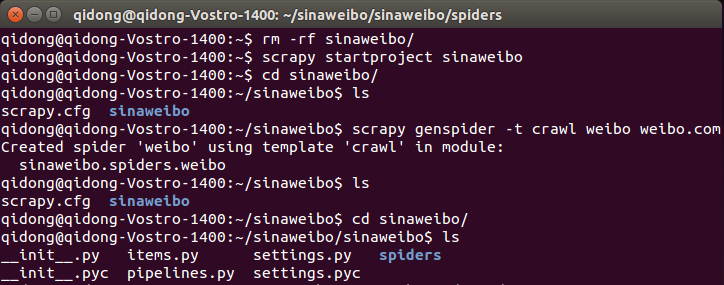 qidong@qidong-Vostro-1400: ~/sinaweibo/sinaweibo/spiders
qidong@qidong-Vostro-1400:~$ rm -rf sinaweibo/
qidong@qidong-Vostro-1400:~$ scrapy startproject sinaweibo
qidong@qidong-Vostro-1400:~$ cd sinaweibo/
qidong@qidong-Vostro-1400:~/sinaweibo$ ls
scrapy.cfg  sinaweibo
qidong@qidong-Vostro-1400:~/sinaweibo$ scrapy genspider -t crawl weibo weibo.com
Created spider 'weibo' using template 'crawl' in module:
  sinaweibo.spiders.weibo
qidong@qidong-Vostro-1400:~/sinaweibo$ ls
scrapy.cfg  sinaweibo
qidong@qidong-Vostro-1400:~/sinaweibo$ cd sinaweibo/
qidong@qidong-Vostro-1400:~/sinaweibo/sinaweibo$ ls
__init__.py   items.py      settings.py   spiders
__init__.pyc  pipelines.py  settings.pyc